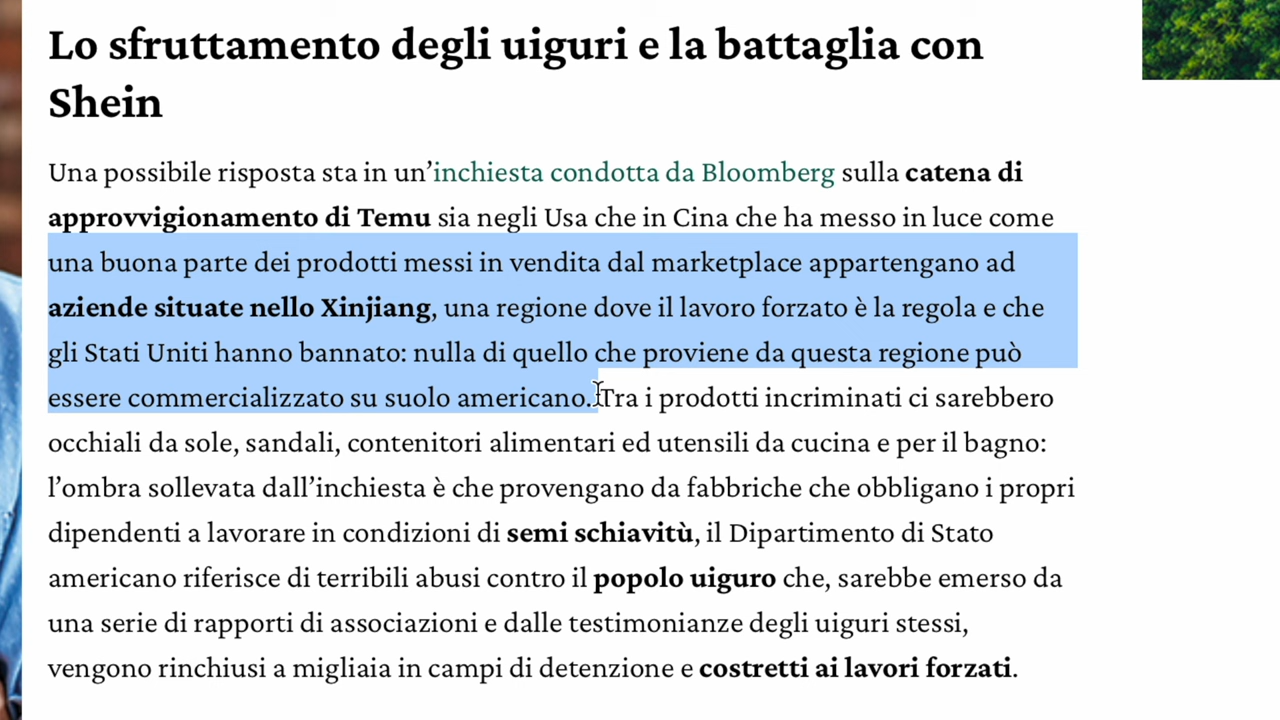 Lo sfruttamento degli uiguri e la battaglia con
Shein
Una possibile risposta sta in un’inchiesta condotta da Bloomberg sulla catena di
approvvigionamento di Temu sia negli Usa che in Cina che ha messo in luce come
una buona parte dei prodotti messi in vendita dal marketplace appartengano ad
aziende situate nello Xinjiang, una regione dove il lavoro forzato è la regola e che
gli Stati Uniti hanno bannato: nulla di quello che proviene da questa regione può
essere commercializzato su suolo americano. Tra i prodotti incriminati ci sarebbero
occhiali da sole, sandali, contenitori alimentari ed utensili da cucina e per il bagno:
l’ombra sollevata dall’inchiesta è che provengano da fabbriche che obbligano i propri
dipendenti a lavorare in condizioni di semi schiavitù, il Dipartimento di Stato
americano riferisce di terribili abusi contro il popolo uiguro che, sarebbe emerso da
una serie di rapporti di associazioni e dalle testimonianze degli uiguri stessi,
vengono rinchiusi a migliaia in campi di detenzione e costretti ai lavori forzati.